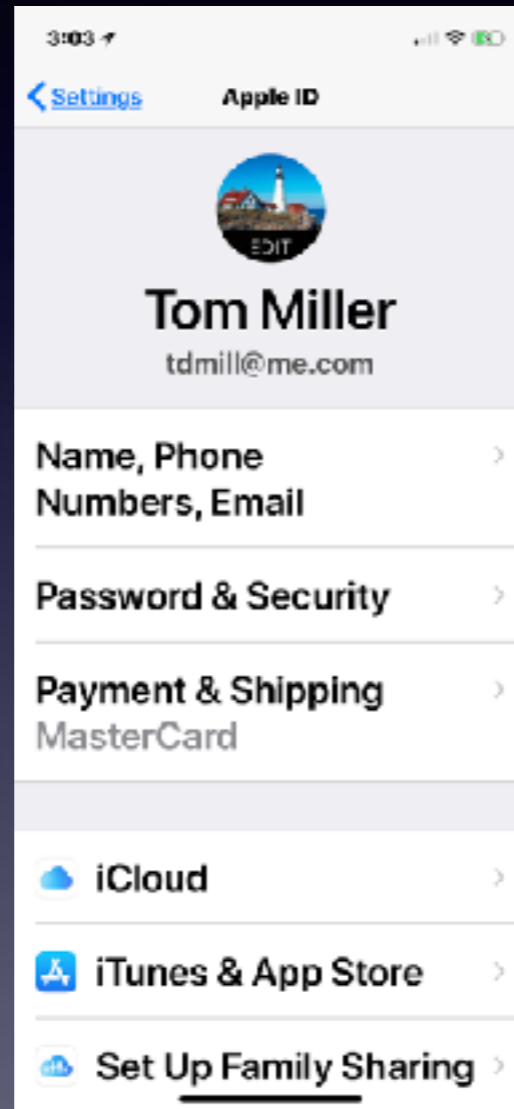 3:03
Settings
Apple ID
EDIT
Tom Miller
tdmill@me.com
Name, Phone
Numbers, Email
Password & Security
Payment & Shipping
MasterCard
iCloud
iTunes & App Store
Set Up Family Sharing